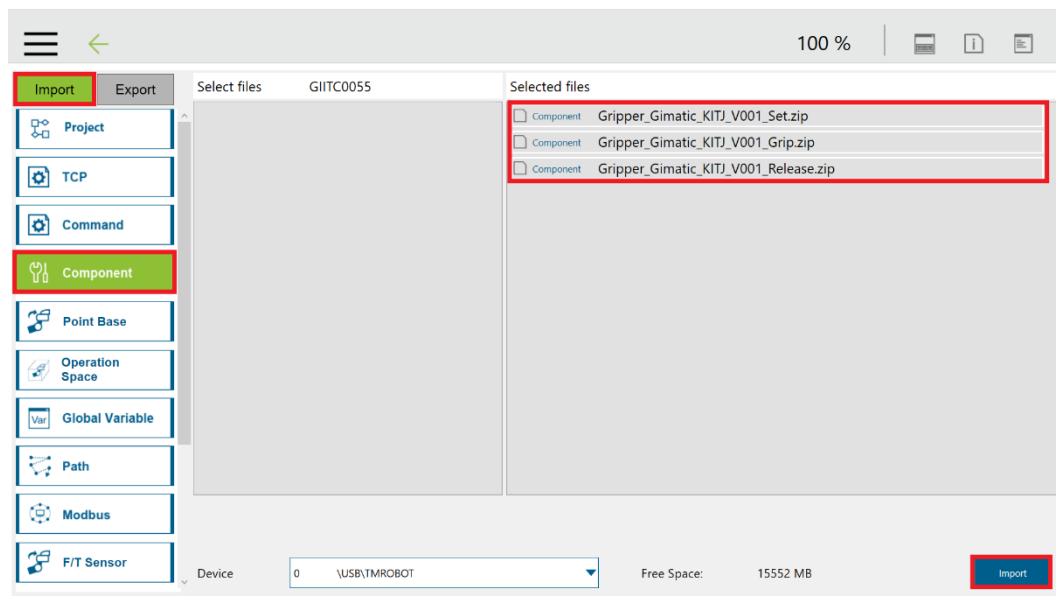 100 %
Import Export
Select files GIITC0055
Selected files
Project
TCP
Command
Component
Point Base
Operation
Space
Var Global Variable
Path
Modbus
F/T Sensor
Component Gripper_Gimatic_KITJ_V001_Set.zip
Component Gripper_Gimatic_KITJ_V001_Grip.zip
Component Gripper_Gimatic_KITJ_V001_Release.zip
Device 0 \USB\TMROBOT Free Space: 15552 MB Import